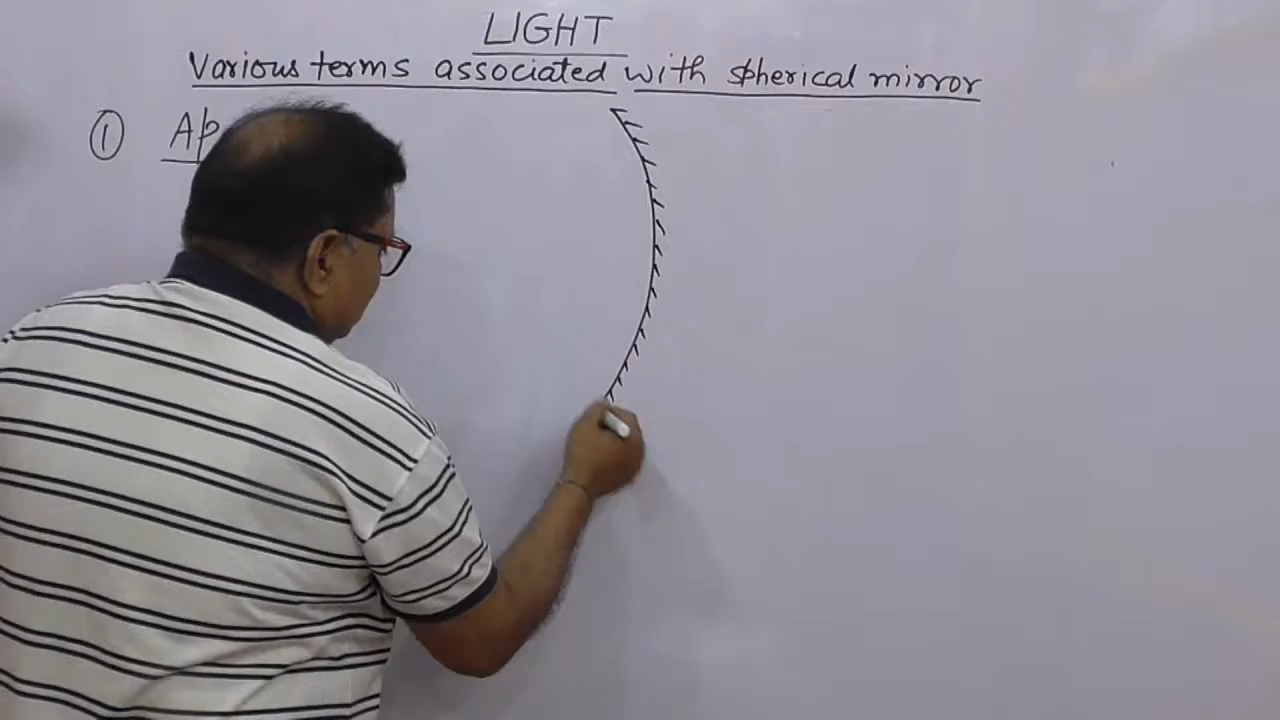 LIGHT
Various terms associated with spherical mirror
① Ap